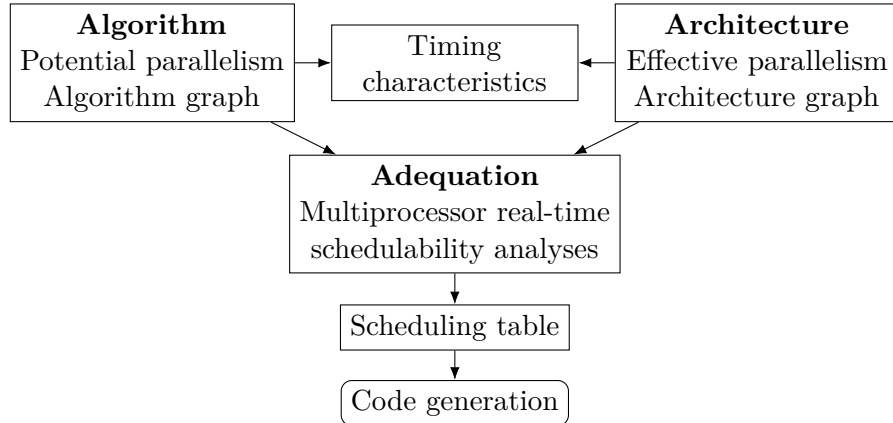 Algorithm
Potential parallelism
Algorithm graph
Timing
characteristics
Architecture
Effective parallelism
Architecture graph
Adequation
Multiprocessor real-time
schedulability analyses
Scheduling table
Code generation